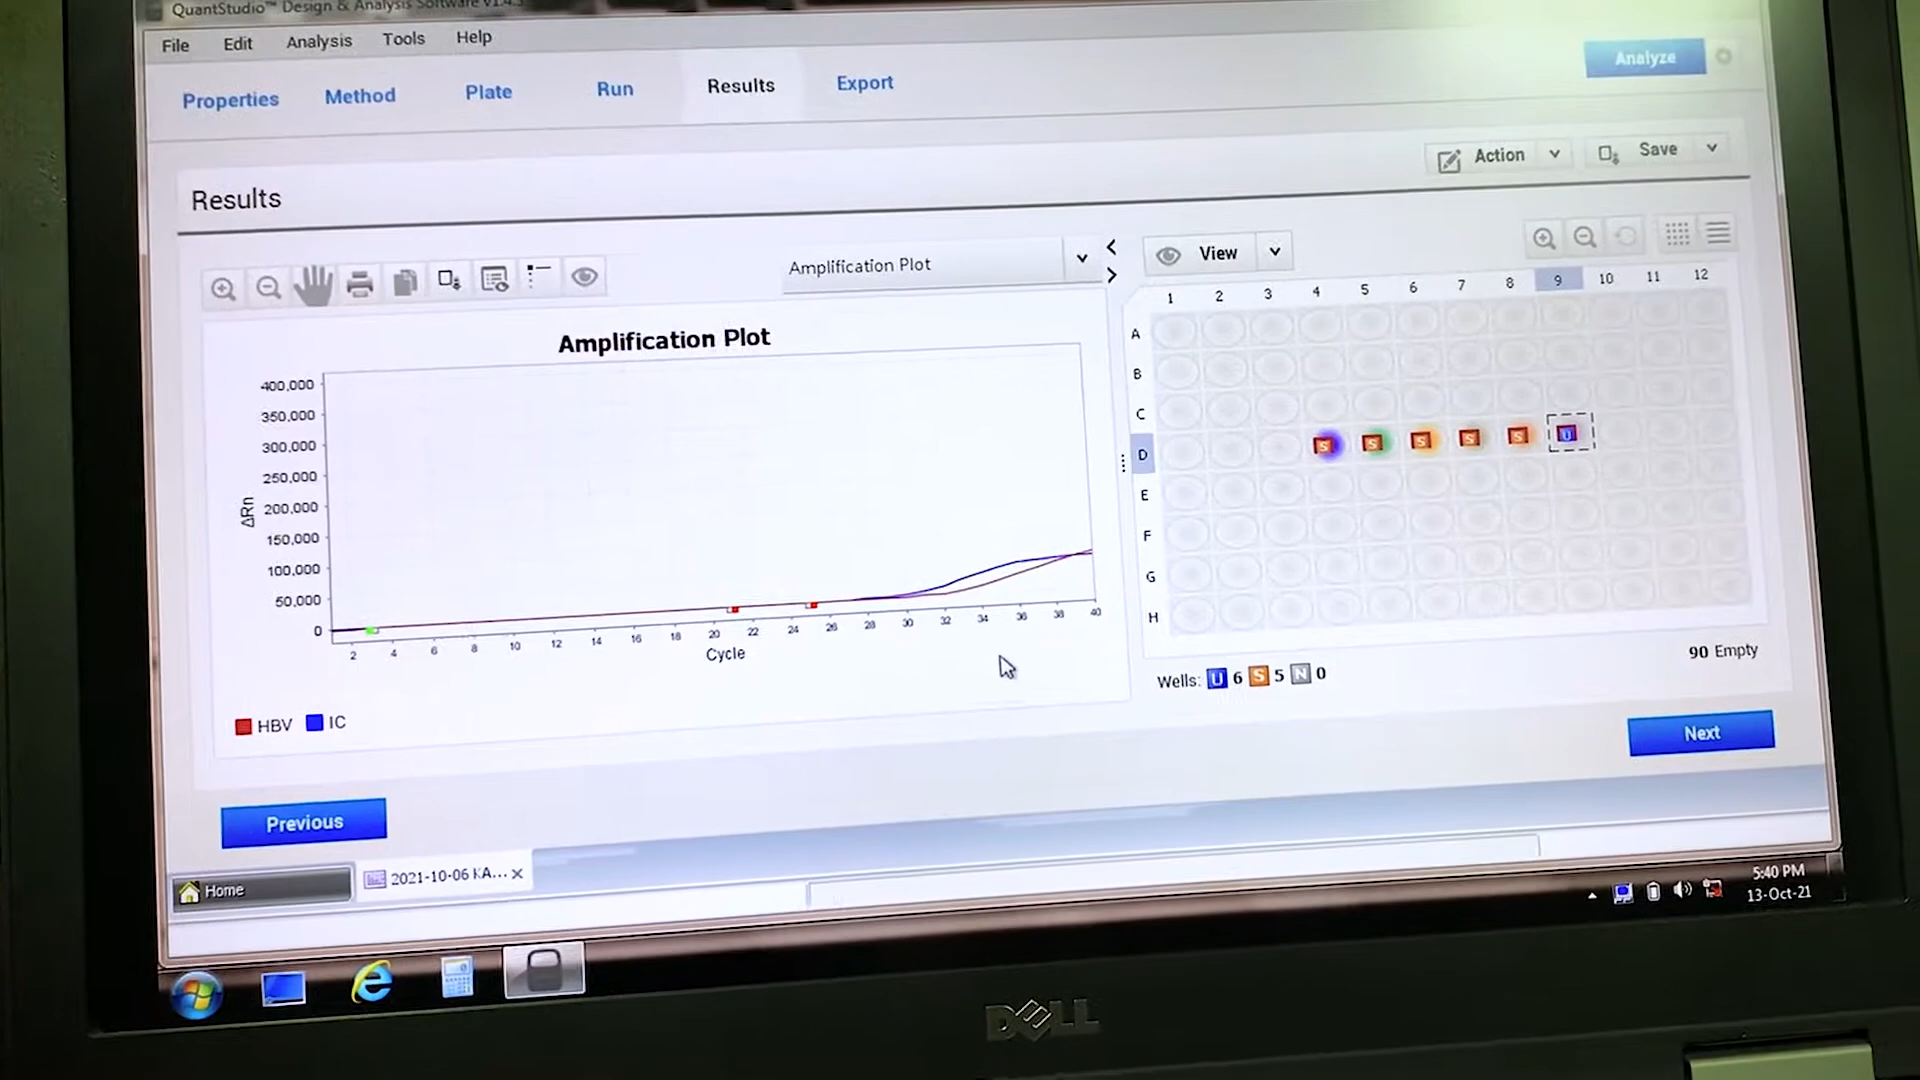 QuantStudio™ Design & Analysis Software v1.4.3
File Edit Analysis Tools Help
Properties Method Plate Run Results Export Analyze
Action Save
Results
Amplification Plot
View
Amplification Plot
400,000
350,000
300,000
250,000
200,000
150,000
100,000
50,000
0
ΔRn
2 4 6 8 10 12 14 16 18 20 22 24 26 28 30 32 34 36 38 40
Cycle
HBV IC
1 2 3 4 5 6 7 8 9 10 11 12
A
B
C
D S S S S S U
E
F
G
H
Wells: U 6 S 5 N 0
90 Empty
Previous
Next
Home 2021-10-06 KA...
5:40 PM
13-Oct-21
DELL